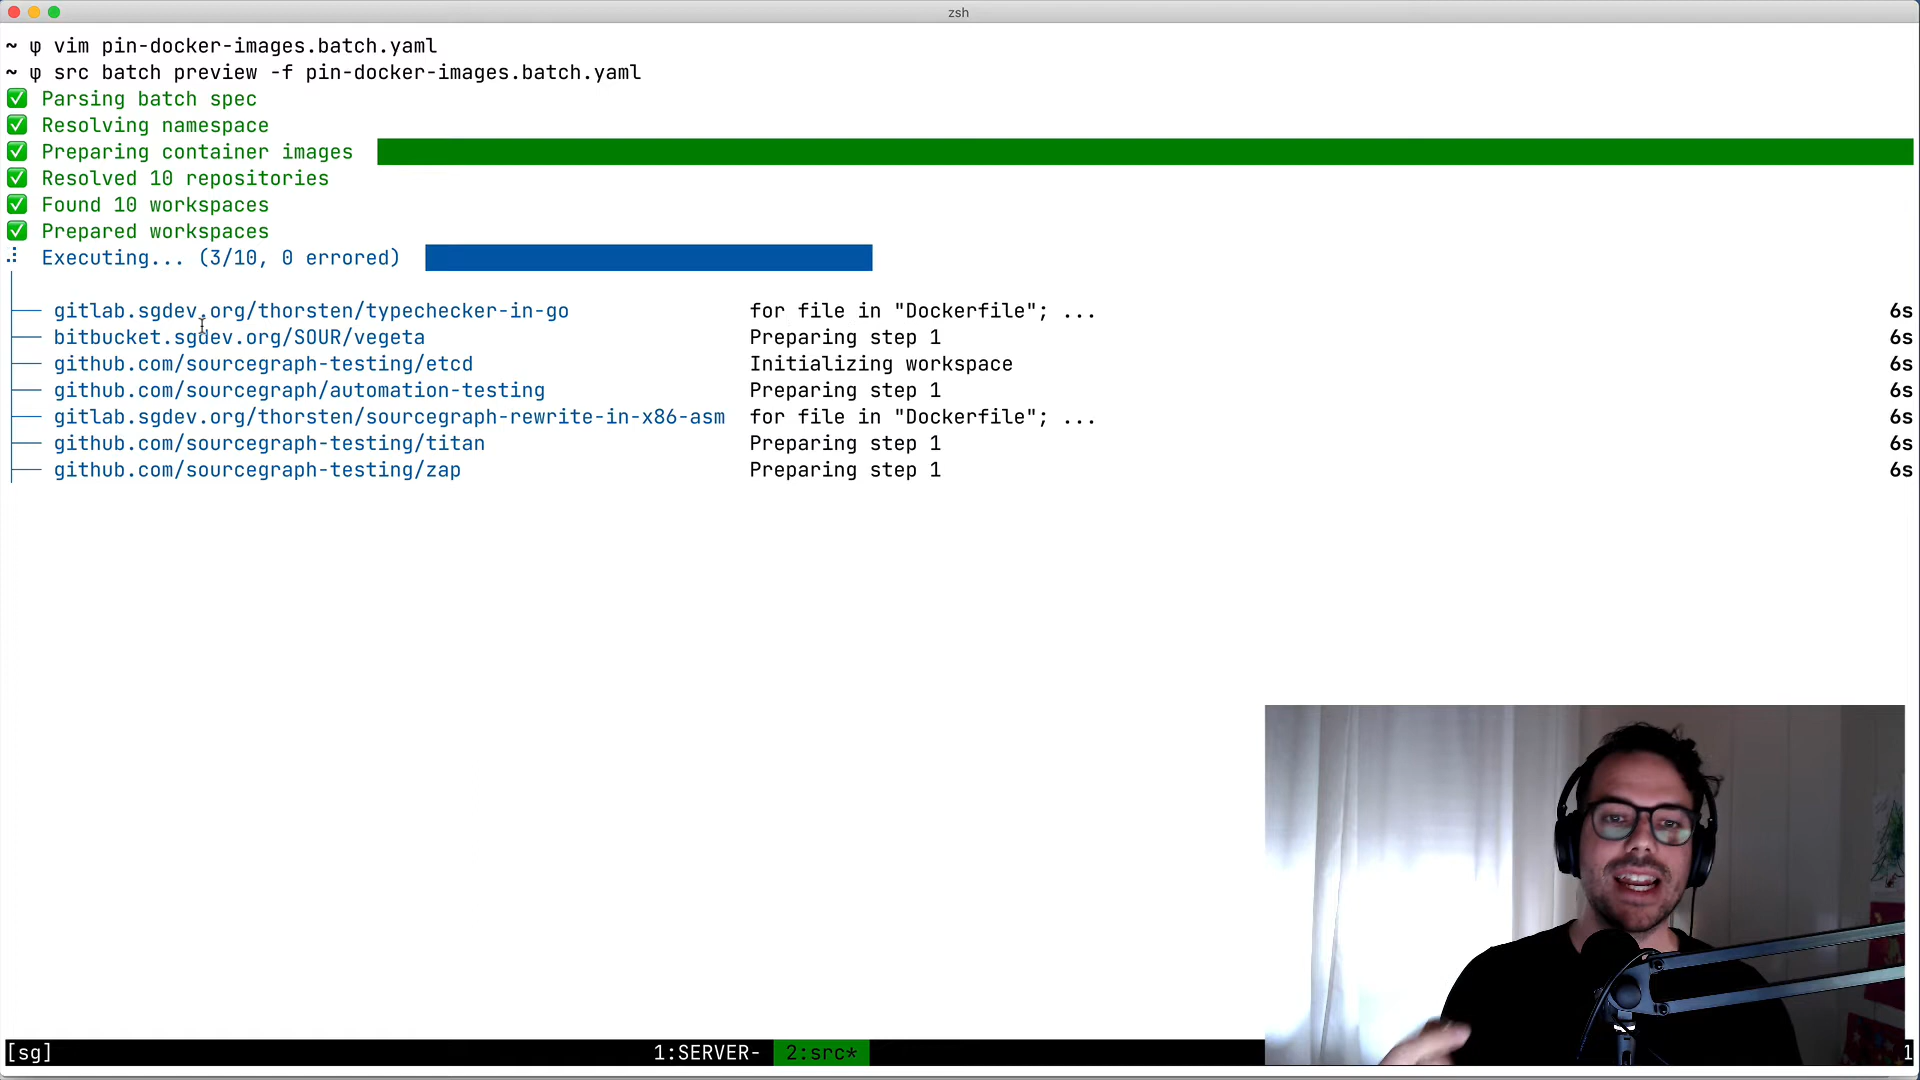 zsh
~ ψ vim pin-docker-images.batch.yaml
~ ψ src batch preview -f pin-docker-images.batch.yaml
✅ Parsing batch spec
✅ Resolving namespace
✅ Preparing container images
✅ Resolved 10 repositories
✅ Found 10 workspaces
✅ Prepared workspaces
Executing... (3/10, 0 errored)
gitlab.sgdev.org/thorsten/typechecker-in-go for file in "Dockerfile"; ... 6s
bitbucket.sgdev.org/SOUR/vegeta Preparing step 1 6s
github.com/sourcegraph-testing/etcd Initializing workspace 6s
github.com/sourcegraph/automation-testing Preparing step 1 6s
gitlab.sgdev.org/thorsten/sourcegraph-rewrite-in-x86-asm for file in "Dockerfile"; ... 6s
github.com/sourcegraph-testing/titan Preparing step 1 6s
github.com/sourcegraph-testing/zap Preparing step 1 6s
[sg] 1:SERVER- 2:src* 1